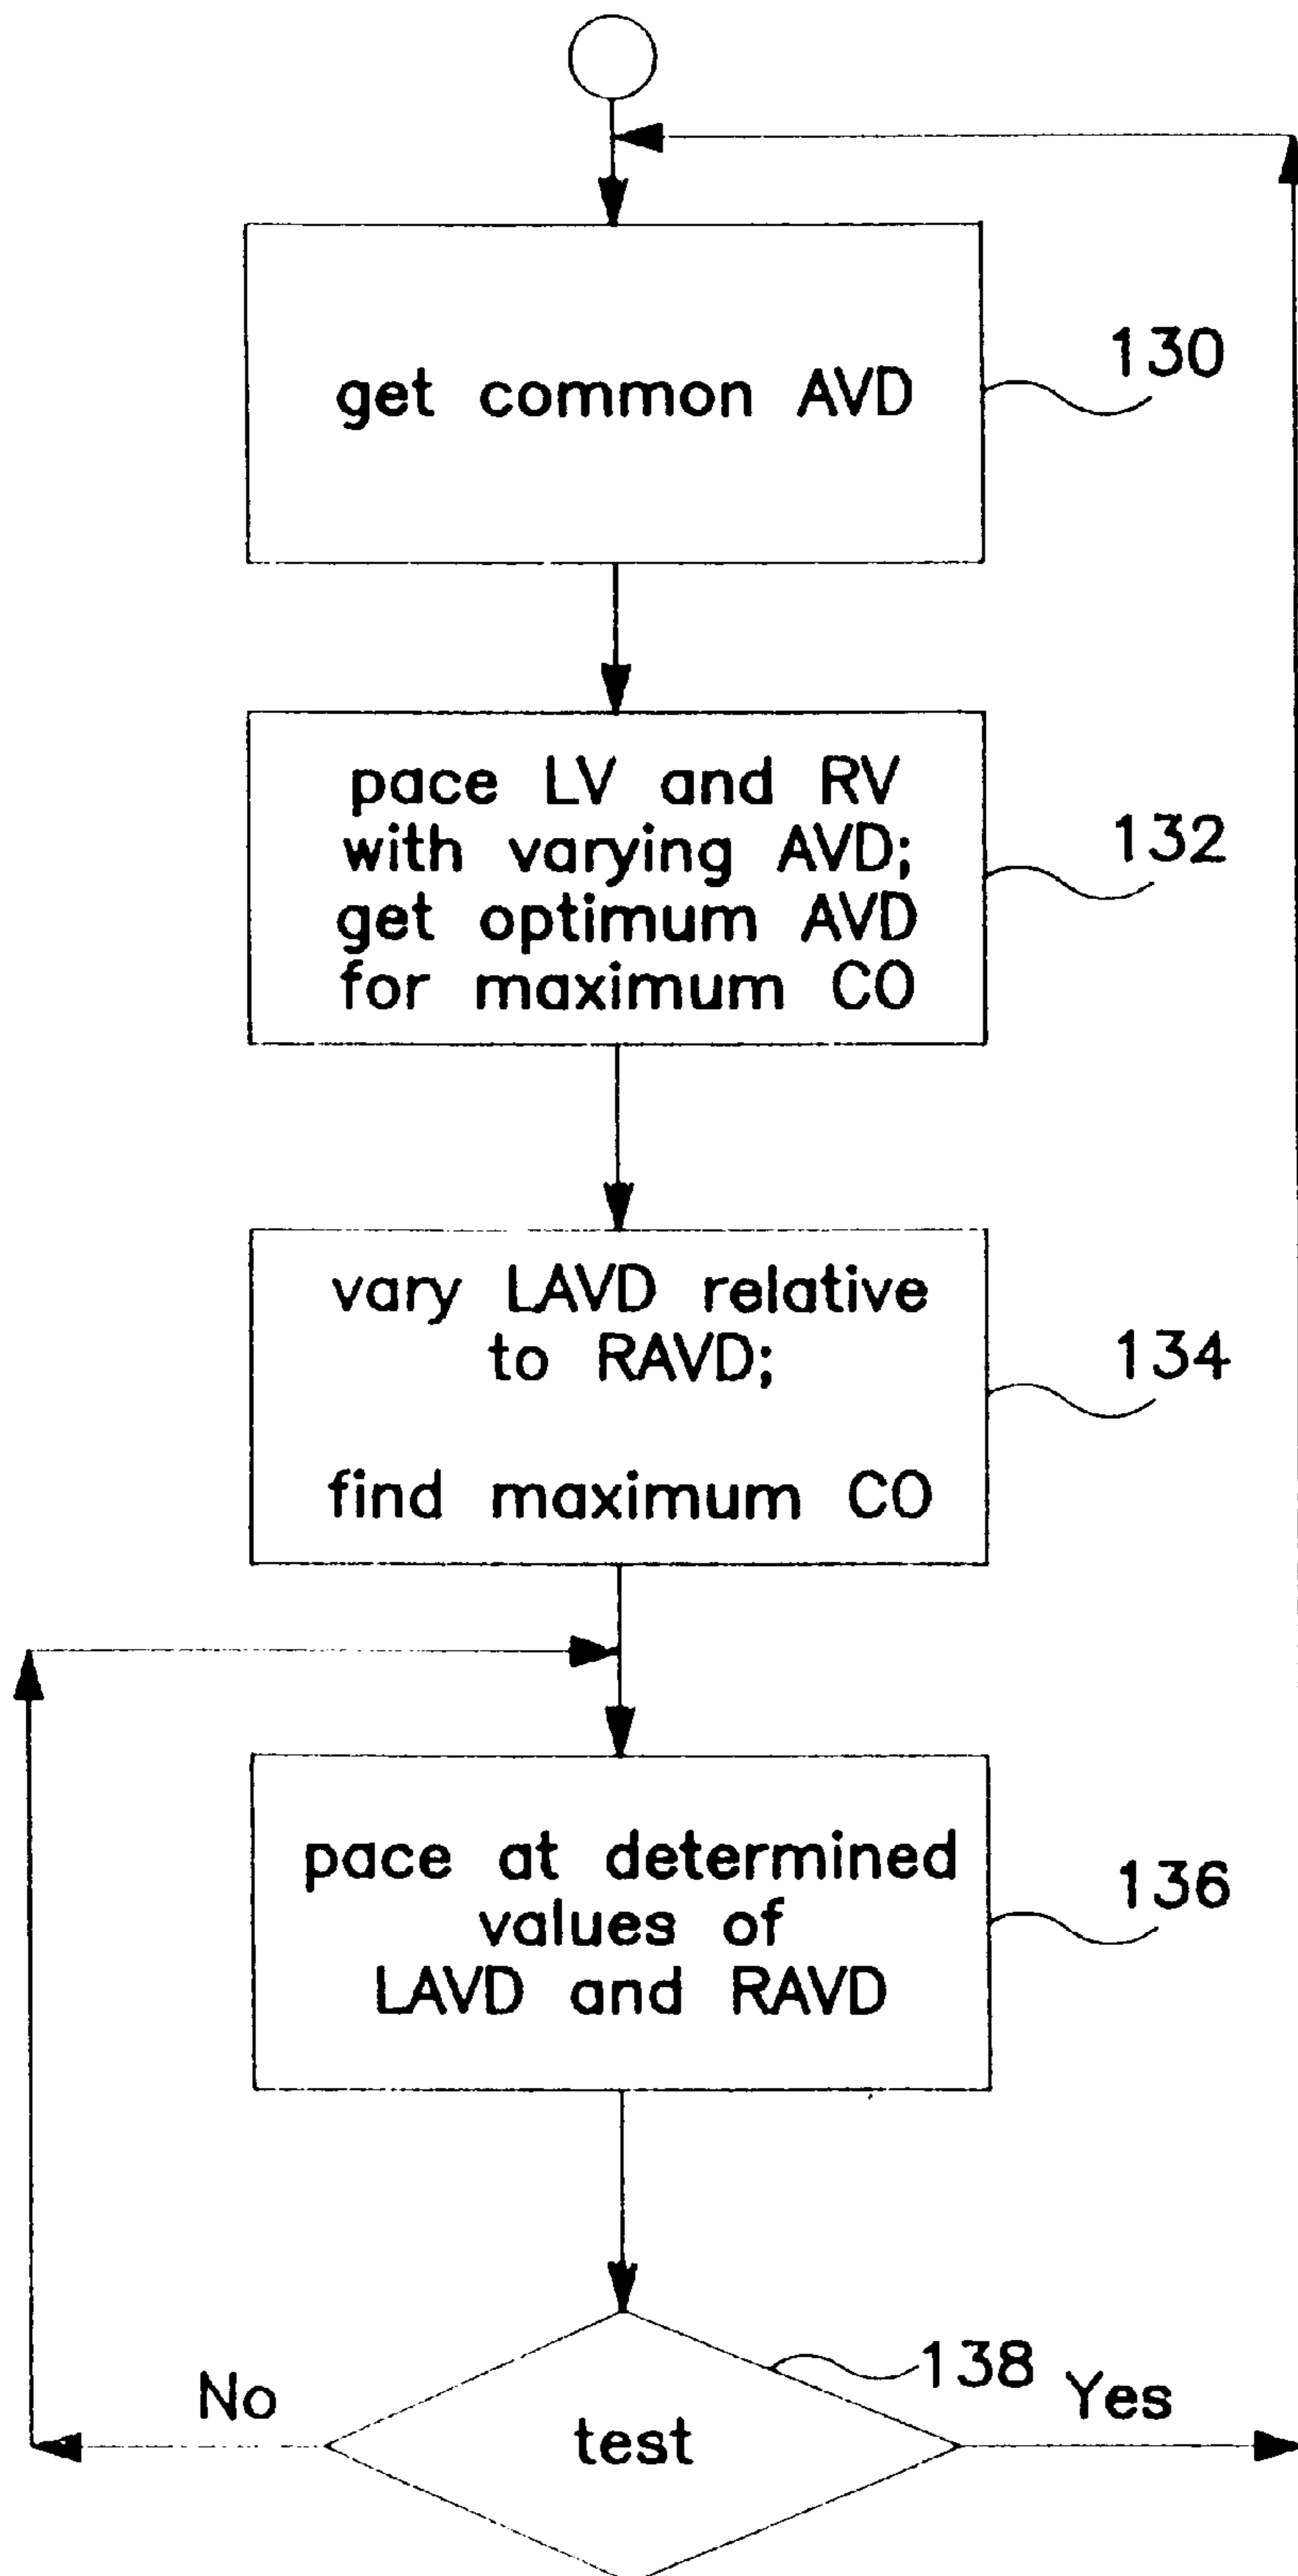 get common AVD
130
pace LV and RV
with varying AVD;
get optimum AVD
for maximum CO
132
vary LAVD relative
to RAVD;
find maximum CO
134
pace at determined
values of
LAVD and RAVD
136
138
No
Yes
test